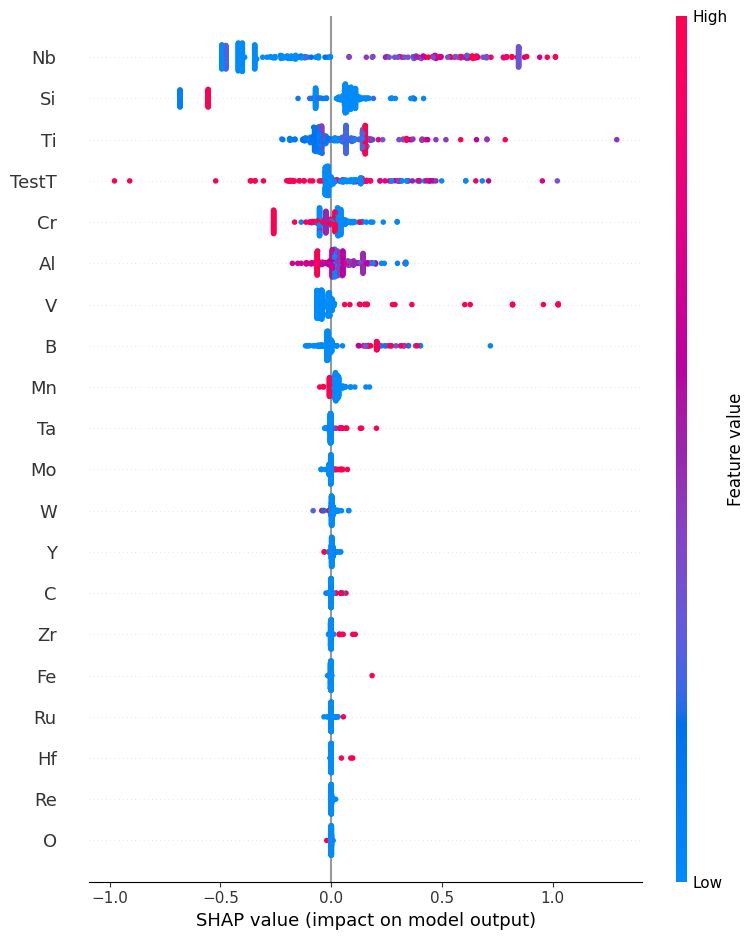 High
Nb
Si
Ti
TestT
Cr
Al
V
B
Mn
Ta
Mo
W
Y
C
Zr
Fe
Ru
Hf
Re
O
Feature value
Low
−1.0 −0.5 0.0 0.5 1.0
SHAP value (impact on model output)